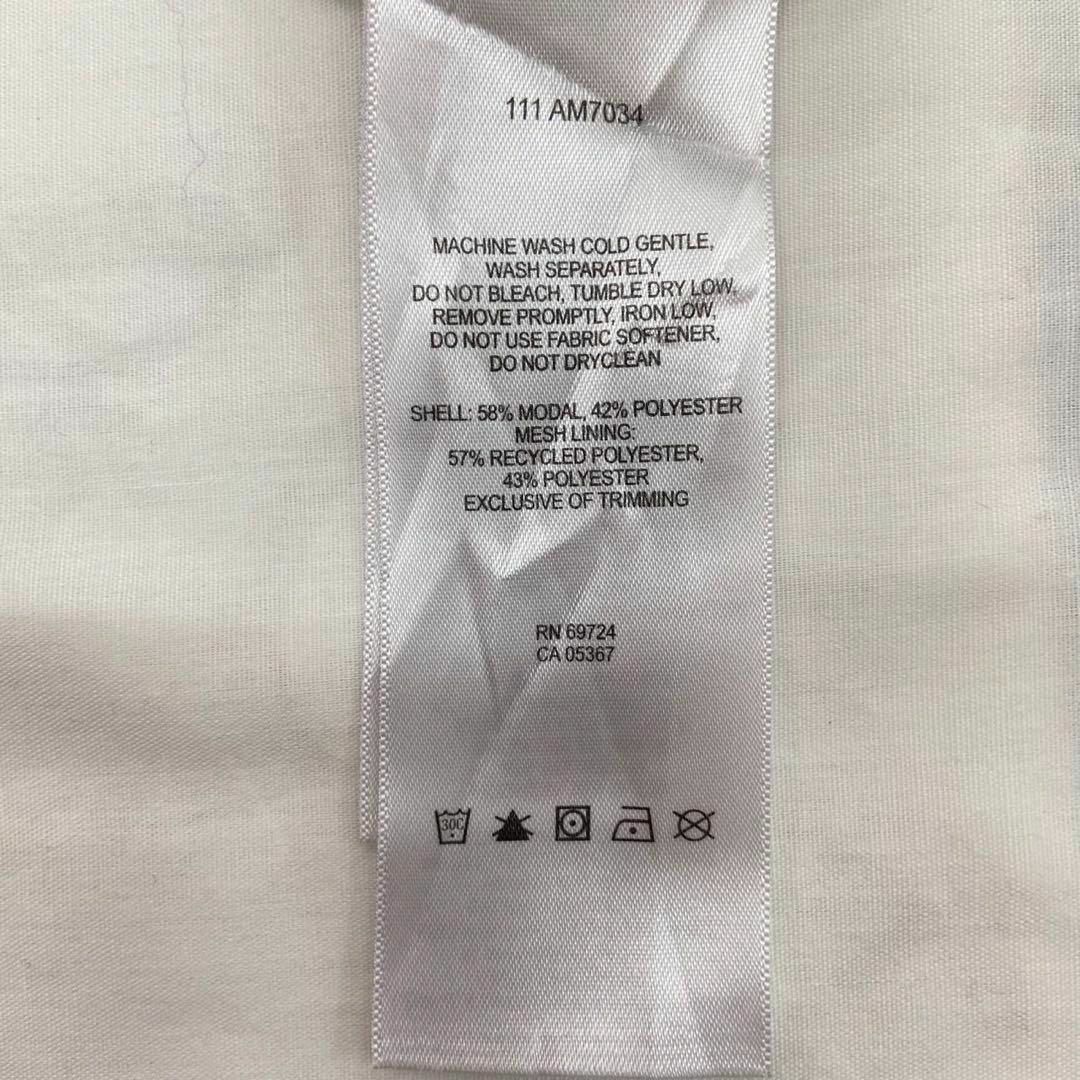 111 AM7034
MACHINE WASH COLD GENTLE,
WASH SEPARATELY,
DO NOT BLEACH, TUMBLE DRY LOW,
REMOVE PROMPTLY, IRON LOW,
DO NOT USE FABRIC SOFTENER,
DO NOT DRYCLEAN
SHELL: 58% MODAL, 42% POLYESTER
MESH LINING:
57% RECYCLED POLYESTER,
43% POLYESTER
EXCLUSIVE OF TRIMMING
RN 69724
CA 05367
30C